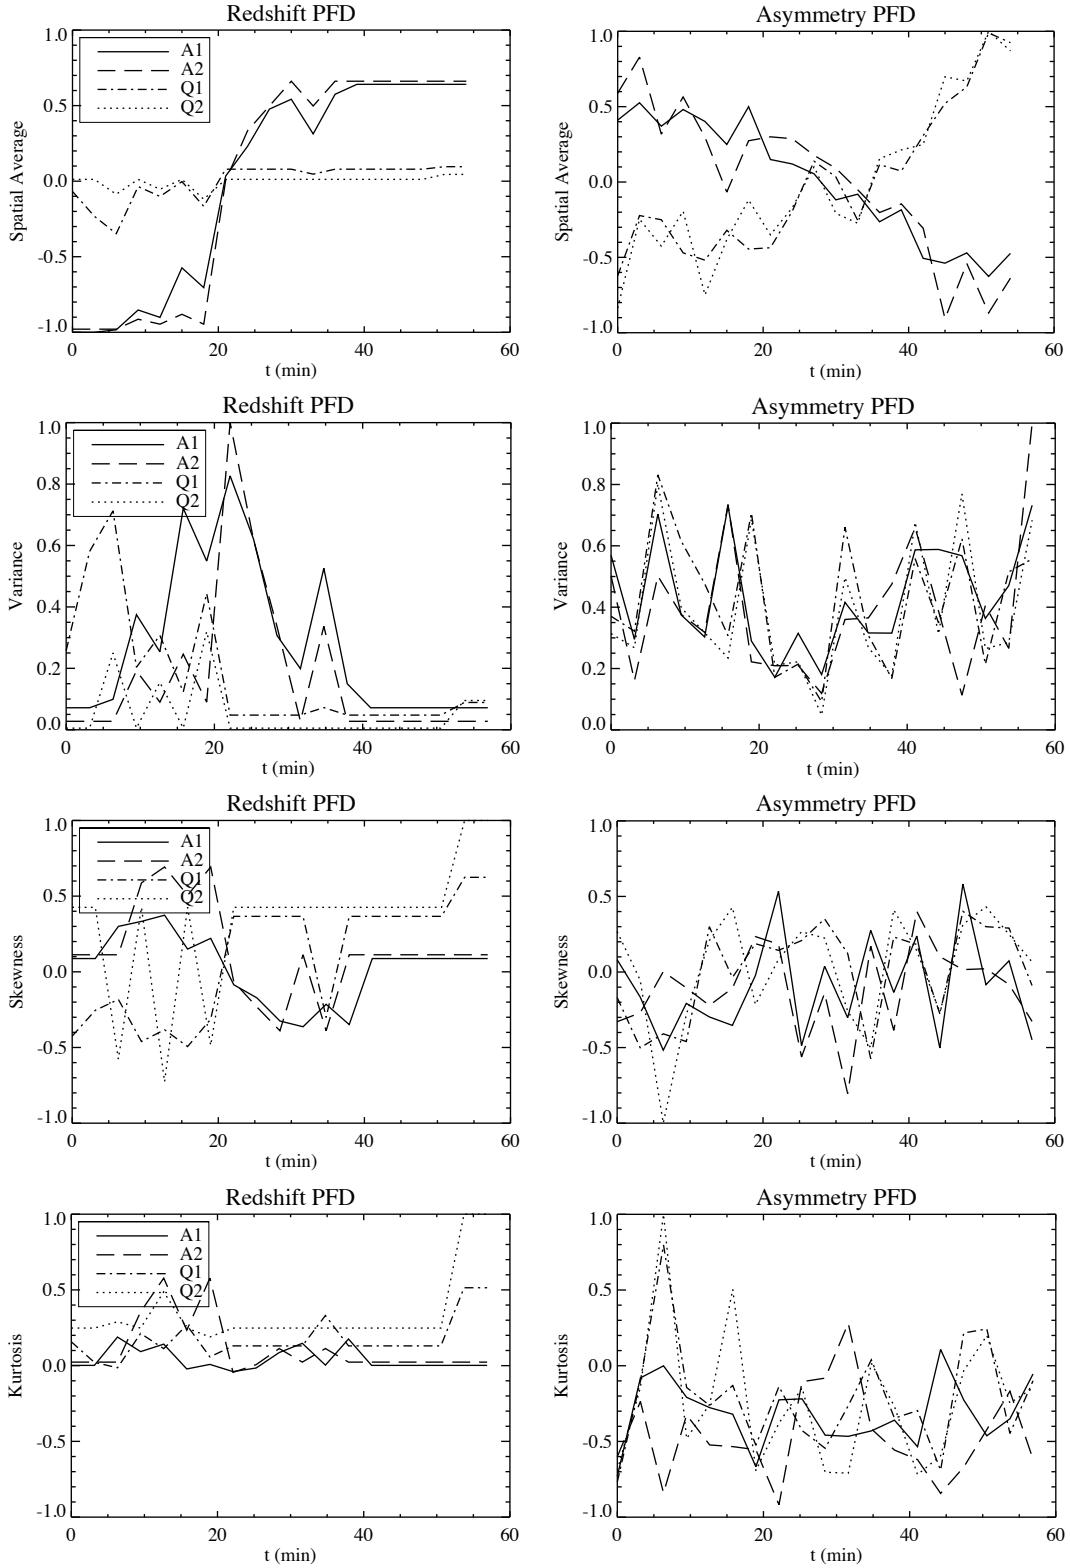 Redshift PFD
A1
A2
Q1
Q2
1.0
0.5
0.0
-0.5
-1.0
Spatial Average
0 20 40 60
t (min)
Asymmetry PFD
1.0
0.5
0.0
-0.5
-1.0
Spatial Average
0 20 40 60
t (min)
Redshift PFD
A1
A2
Q1
Q2
1.0
0.8
0.6
0.4
0.2
0.0
Variance
0 20 40 60
t (min)
Asymmetry PFD
1.0
0.8
0.6
0.4
0.2
0.0
Variance
0 20 40 60
t (min)
Redshift PFD
A1
A2
Q1
Q2
1.0
0.5
0.0
-0.5
-1.0
Skewness
0 20 40 60
t (min)
Asymmetry PFD
1.0
0.5
0.0
-0.5
-1.0
Skewness
0 20 40 60
t (min)
Redshift PFD
A1
A2
Q1
Q2
1.0
0.5
0.0
-0.5
-1.0
Kurtosis
0 20 40 60
t (min)
Asymmetry PFD
1.0
0.5
0.0
-0.5
-1.0
Kurtosis
0 20 40 60
t (min)